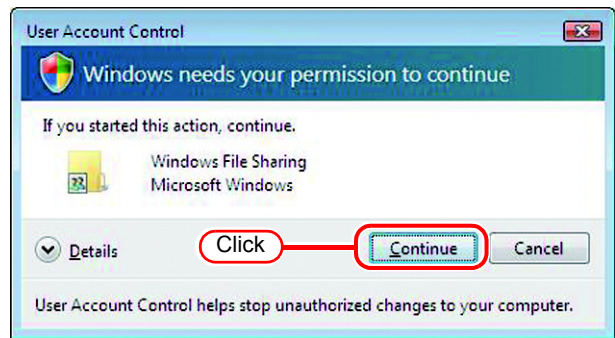 User Account Control
Windows needs your permission to continue
If you started this action, continue.
Windows File Sharing
Microsoft Windows
Details
Click
Continue
Cancel
User Account Control helps stop unauthorized changes to your computer.